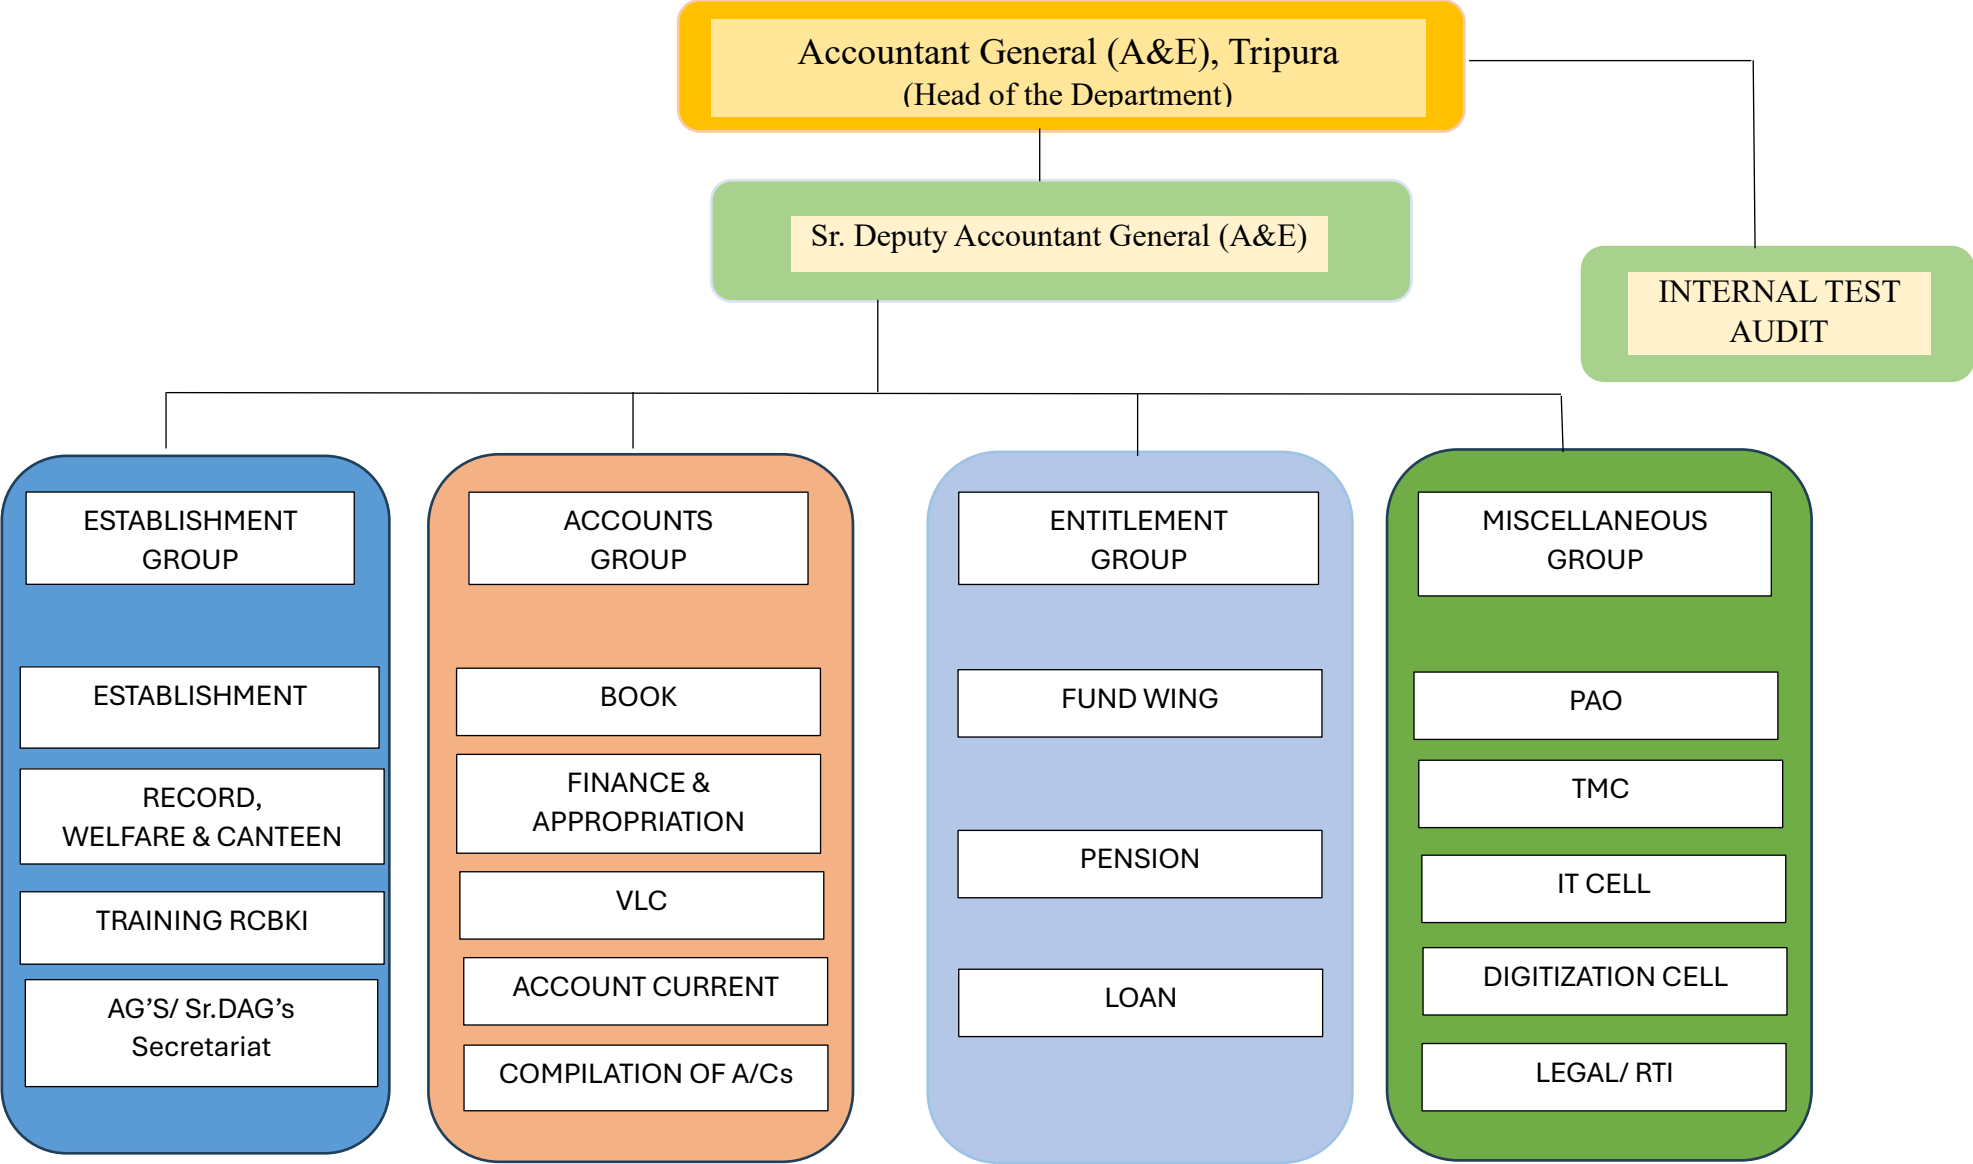 Accountant General (A&E), Tripura
(Head of the Department)
Sr. Deputy Accountant General (A&E)
INTERNAL TEST
AUDIT
ESTABLISHMENT
GROUP
ESTABLISHMENT
RECORD,
WELFARE & CANTEEN
TRAINING RCBKI
AG’S/ Sr.DAG’s
Secretariat
ACCOUNTS
GROUP
BOOK
FINANCE &
APPROPRIATION
VLC
ACCOUNT CURRENT
COMPILATION OF A/Cs
ENTITLEMENT
GROUP
FUND WING
PENSION
LOAN
MISCELLANEOUS
GROUP
PAO
TMC
IT CELL
DIGITIZATION CELL
LEGAL/ RTI